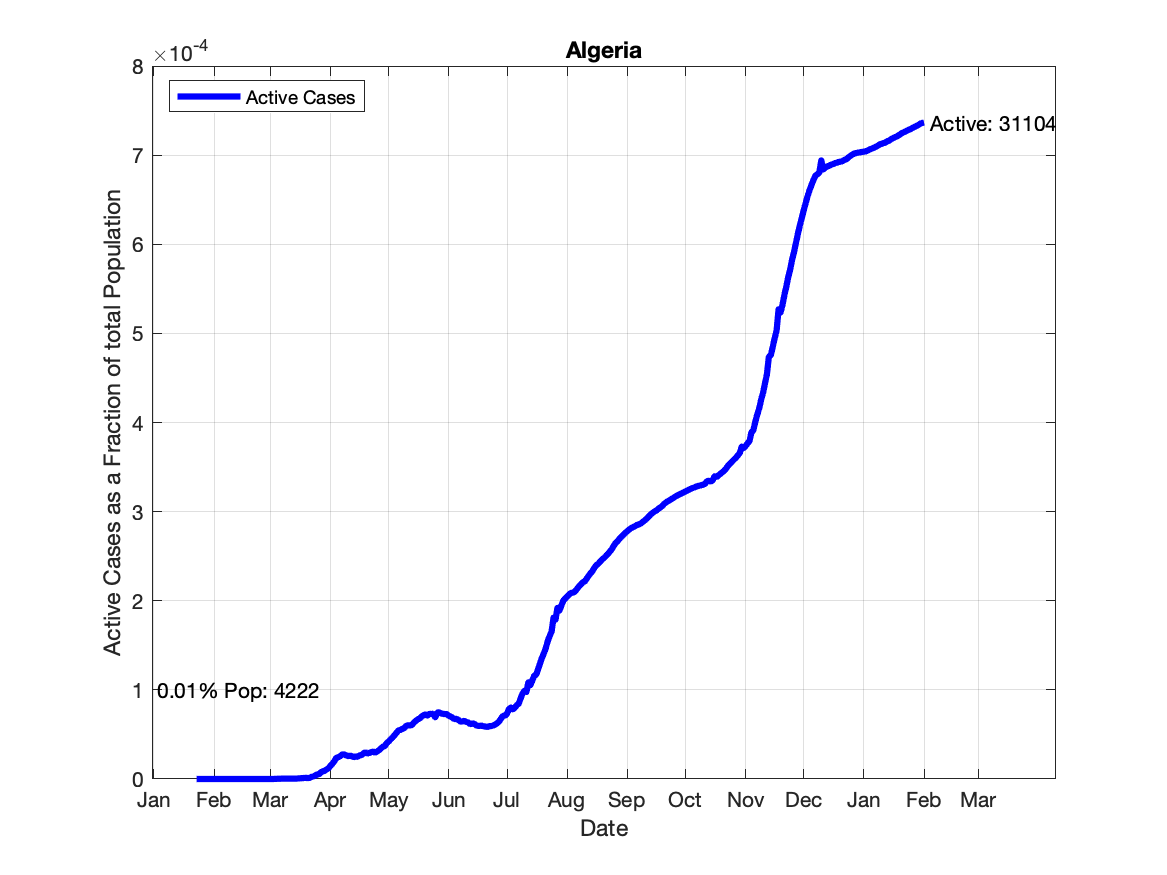 Algeria
×10-4
8
7
6
5
4
3
2
1
0
Active Cases
Active: 31104
0.01% Pop: 4222
Active Cases as a Fraction of total Population
Jan Feb Mar Apr May Jun Jul Aug Sep Oct Nov Dec Jan Feb Mar
Date